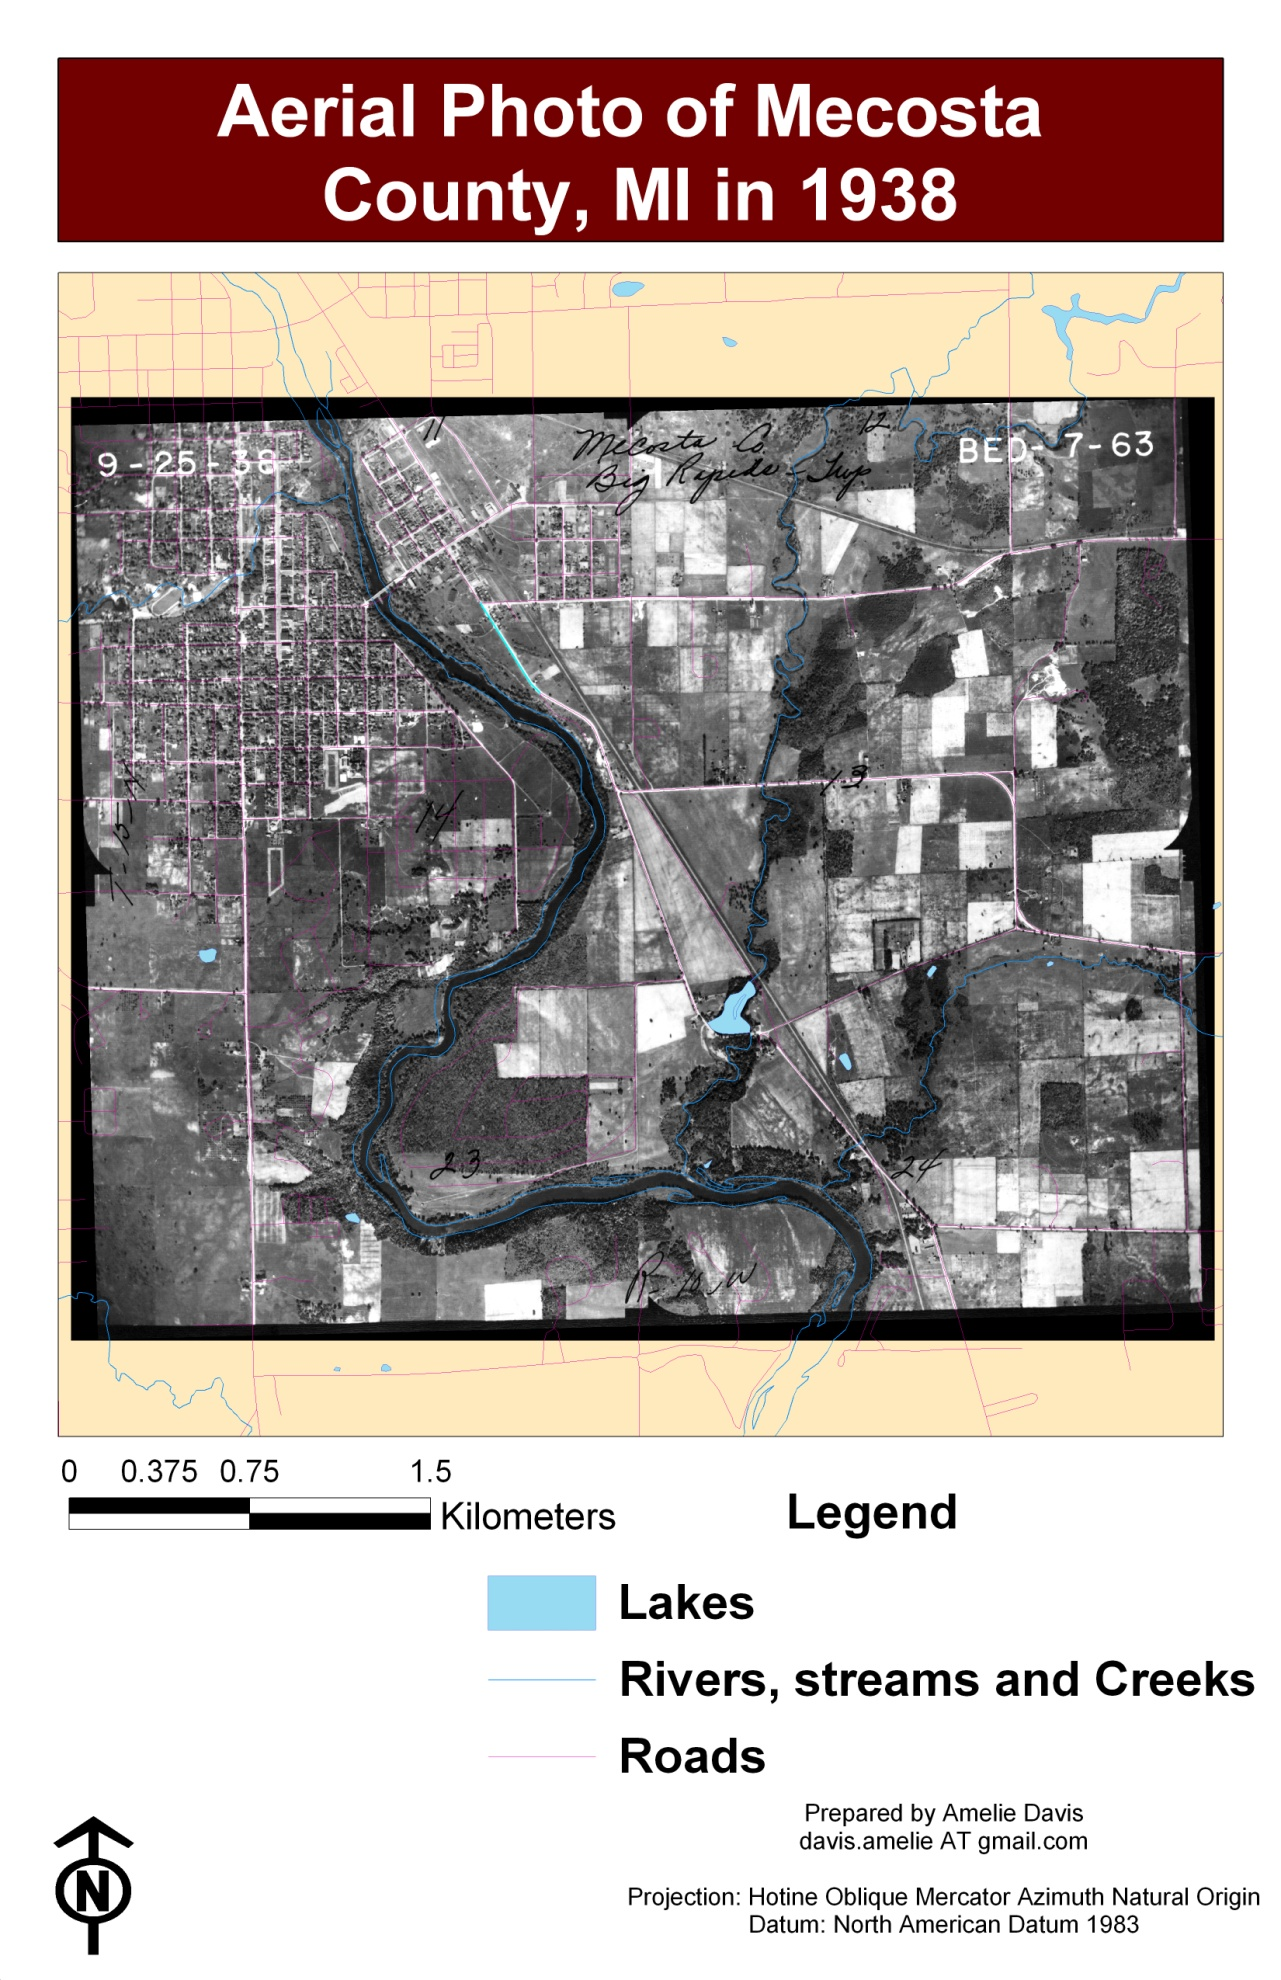 Aerial Photo of Mecosta
County, MI in 1938
11
12
Mecosta Co
Big Rapids - Twp
9-25-38
BED- 7-63
13
14
T-15-N
23
24
R-10 W
0 0.375 0.75 1.5
Kilometers
Legend
Lakes
Rivers, streams and Creeks
Roads
N
Prepared by Amelie Davis
davis.amelie AT gmail.com
Projection: Hotine Oblique Mercator Azimuth Natural Origin
Datum: North American Datum 1983